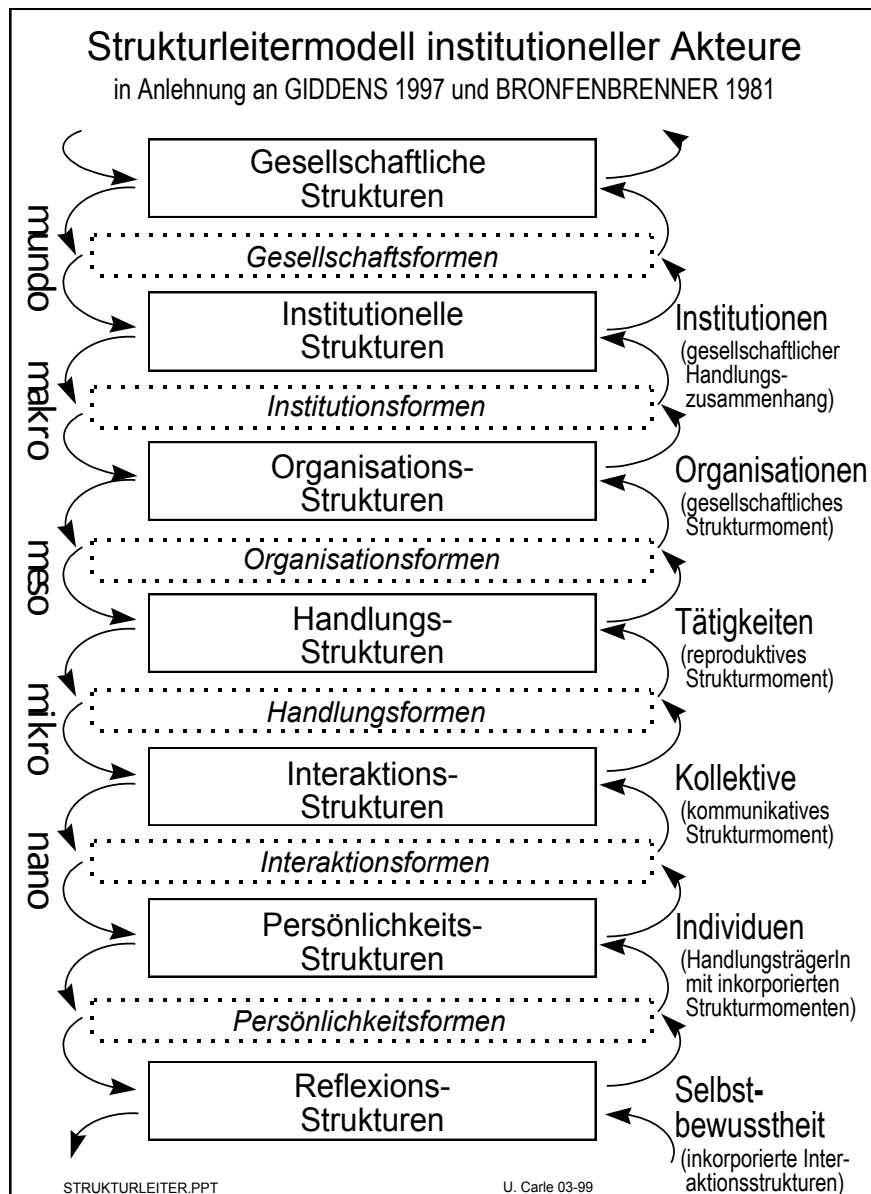 Strukturleitermodell institutioneller Akteure
in Anlehnung an GIDDENS 1997 und BRONFENBRENNER 1981
Gesellschaftliche
Strukturen
mundo
Gesellschaftsformen
Institutionelle
Strukturen
Institutionen
(gesellschaftlicher
Handlungs-
zusammenhang)
makro
Institutionsformen
Organisations-
Strukturen
Organisationen
(gesellschaftliches
Strukturmoment)
meso
Organisationsformen
Handlungs-
Strukturen
Tätigkeiten
(reproduktives
Strukturmoment)
mikro
Handlungsformen
Interaktions-
Strukturen
Kollektive
(kommunikatives
Strukturmoment)
nano
Interaktionsformen
Persönlichkeits-
Strukturen
Individuen
(HandlungsträgerIn
mit inkorporierten
Strukturmomenten)
Persönlichkeitsformen
Reflexions-
Strukturen
Selbst-
bewusstheit
(inkorporierte Inter-
aktionsstrukturen)
STRUKTURLEITER.PPT
U. Carle 03-99